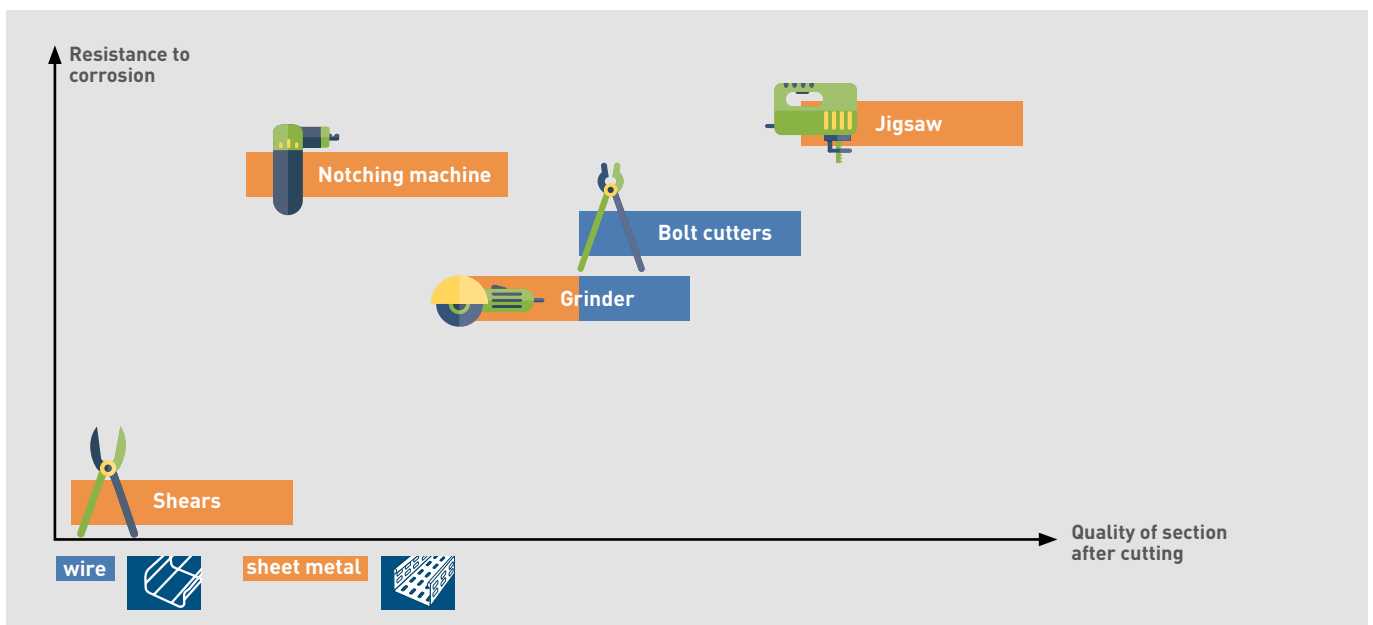 Resistance to
corrosion
Jigsaw
Notching machine
Bolt cutters
Grinder
Shears
Quality of section
after cutting
wire
sheet metal